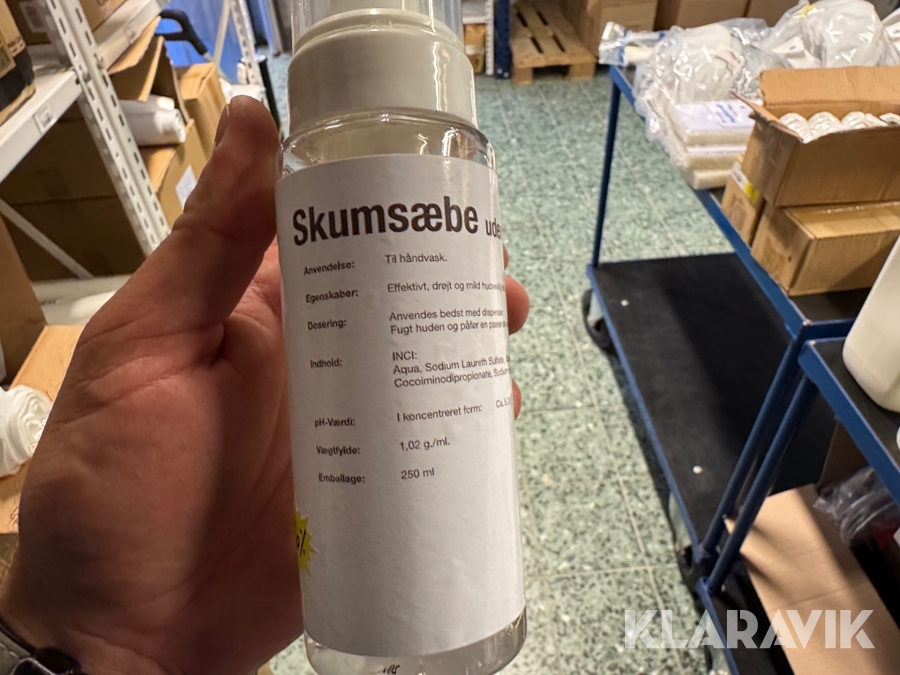 Skumsæbe
Anvendelse: Til håndvask.
Egenskaber: Effektivt, drøjt og mild
Dosering: Anvendes bedst med
Fugt huden og påfør en
Indhold: INCI:
Aqua, Sodium Laureth
Cocoiminodipropionate,
pH-Værdi: I koncentreret form: Ca.
Vægtfylde: 1,02 g./ml.
Emballage: 250 ml
%
KLARAVIK